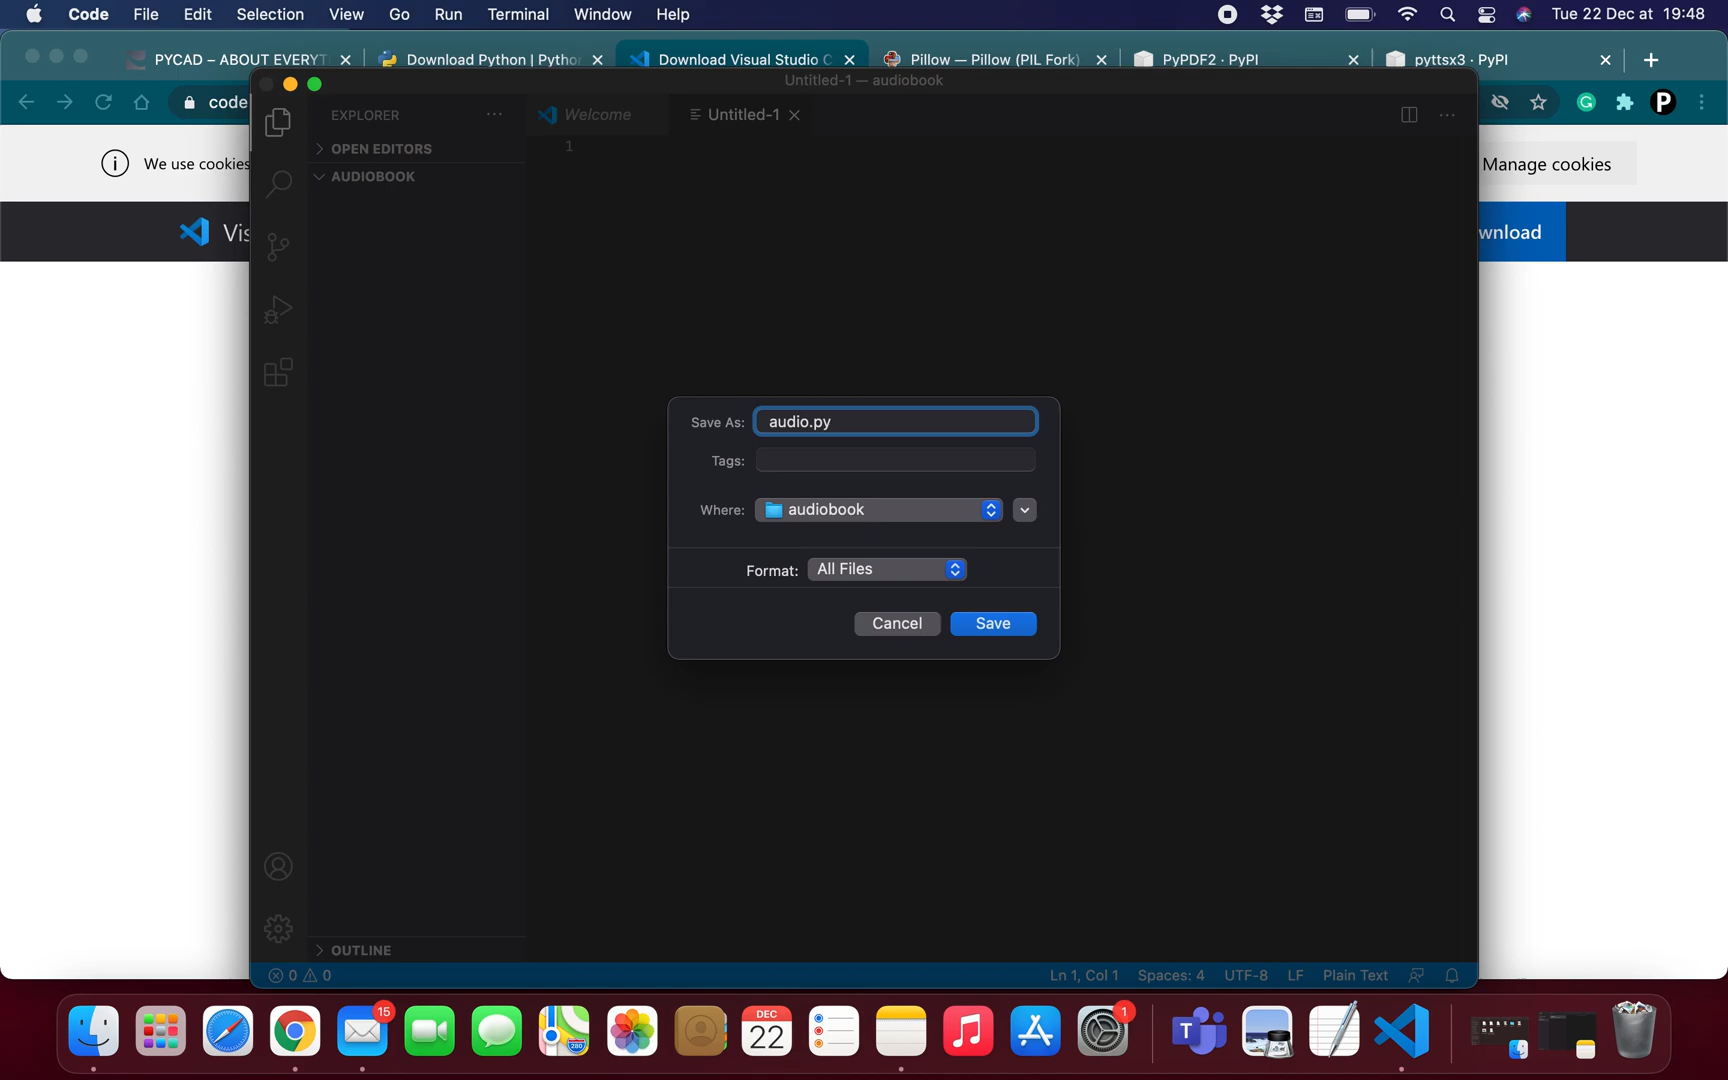 Code File Edit Selection View Go Run Terminal Window Help Tue 22 Dec at 19:48
PYCAD – ABOUT EVERYT Download Python | Pytho Download Visual Studio C Pillow — Pillow (PIL Fork) PyPDF2 · PyPI pyttsx3 · PyPI
Untitled-1 — audiobook
code
P
EXPLORER
Welcome
Untitled-1
OPEN EDITORS
1
We use cookies
Manage cookies
AUDIOBOOK
Vis
wnload
Save As: audio.py
Tags:
Where: audiobook
Format: All Files
Cancel Save
OUTLINE
0 0 Ln 1, Col 1 Spaces: 4 UTF-8 LF Plain Text
15
DEC
22
280
1
T